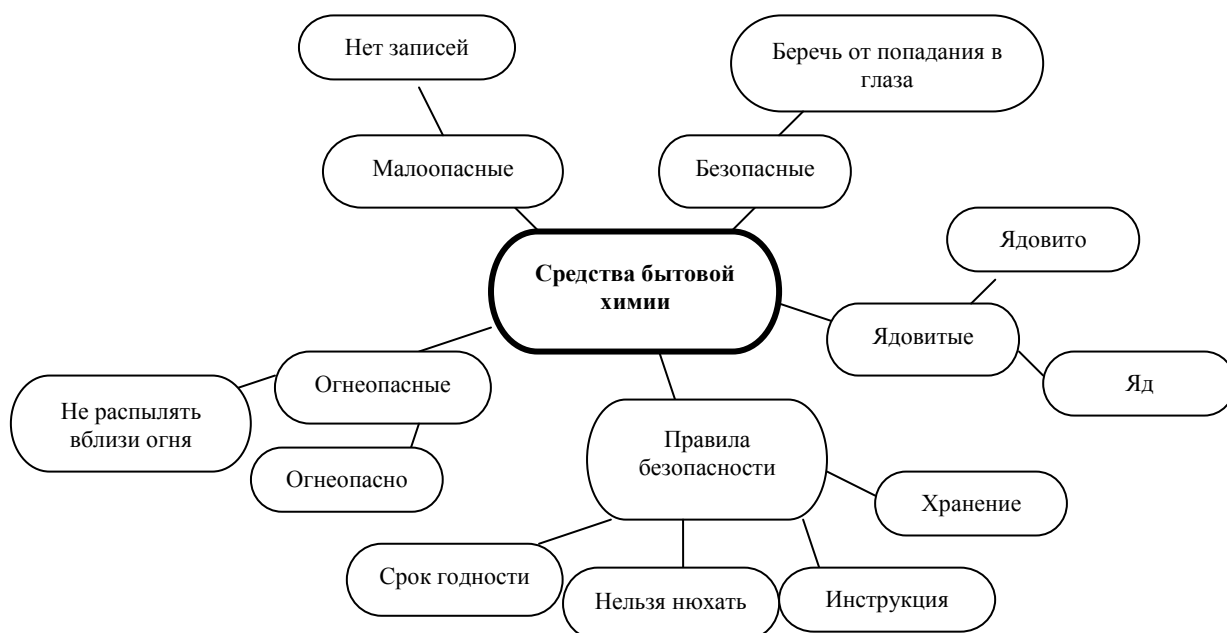 Нет записей
Беречь от попадания в
глаза
Малоопасные
Безопасные
Ядовито
Средства бытовой
химии
Ядовитые
Яд
Огнеопасные
Не распылять
вблизи огня
Огнеопасно
Правила
безопасности
Хранение
Срок годности
Нельзя нюхать
Инструкция